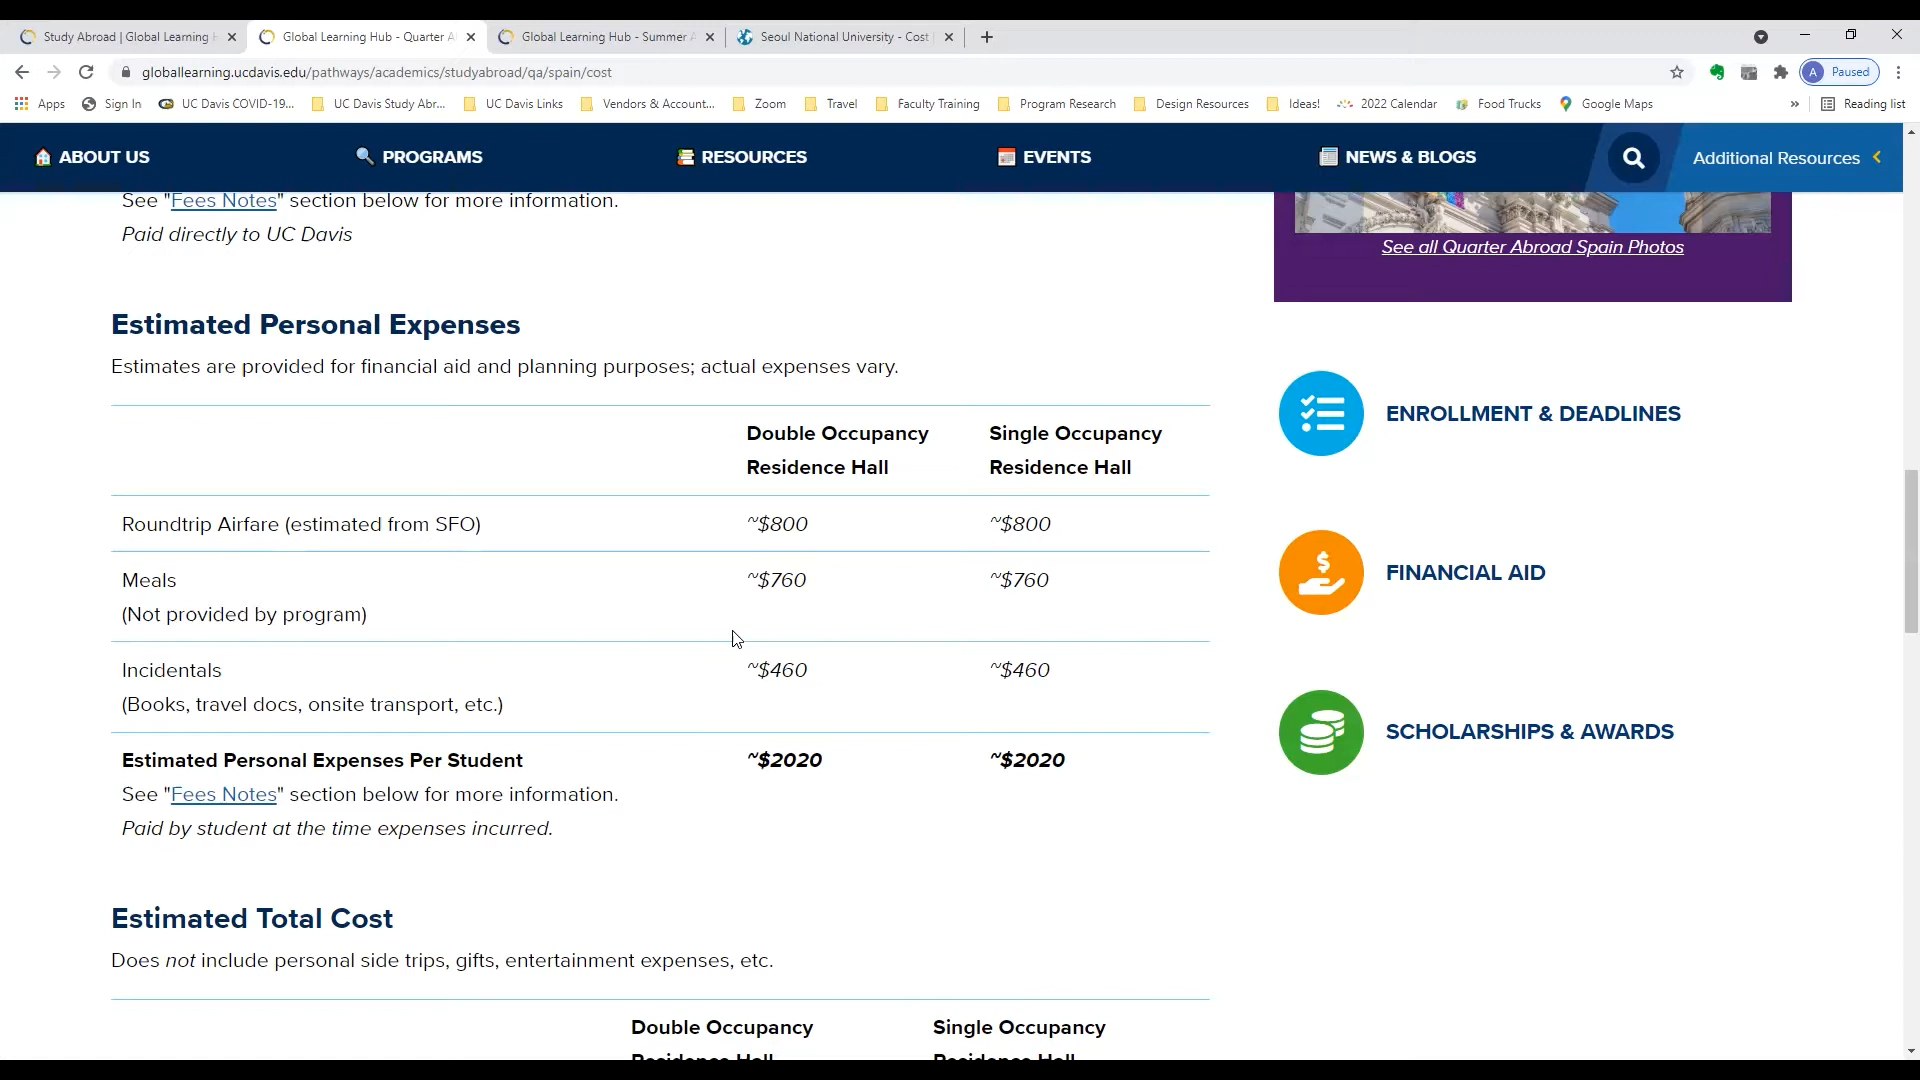 Study Abroad | Global Learning
Global Learning Hub - Quarter A
Global Learning Hub - Summer A
Seoul National University - Cost
globallearning.ucdavis.edu/pathways/academics/studyabroad/qa/spain/cost
A Paused
Apps
Sign In
UC Davis COVID-19...
UC Davis Study Abr...
UC Davis Links
Vendors & Account...
Zoom
Travel
Faculty Training
Program Research
Design Resources
Ideas!
2022 Calendar
Food Trucks
Google Maps
»
Reading list
ABOUT US
PROGRAMS
RESOURCES
EVENTS
NEWS & BLOGS
Additional Resources
See "Fees Notes" section below for more information.
Paid directly to UC Davis
See all Quarter Abroad Spain Photos
Estimated Personal Expenses
Estimates are provided for financial aid and planning purposes; actual expenses vary.
Double Occupancy Single Occupancy
Residence Hall Residence Hall
Roundtrip Airfare (estimated from SFO) ~$800 ~$800
Meals ~$760 ~$760
(Not provided by program)
Incidentals ~$460 ~$460
(Books, travel docs, onsite transport, etc.)
Estimated Personal Expenses Per Student ~$2020 ~$2020
See "Fees Notes" section below for more information.
Paid by student at the time expenses incurred.
ENROLLMENT & DEADLINES
FINANCIAL AID
SCHOLARSHIPS & AWARDS
Estimated Total Cost
Does not include personal side trips, gifts, entertainment expenses, etc.
Double Occupancy Single Occupancy
Residence Hall Residence Hall